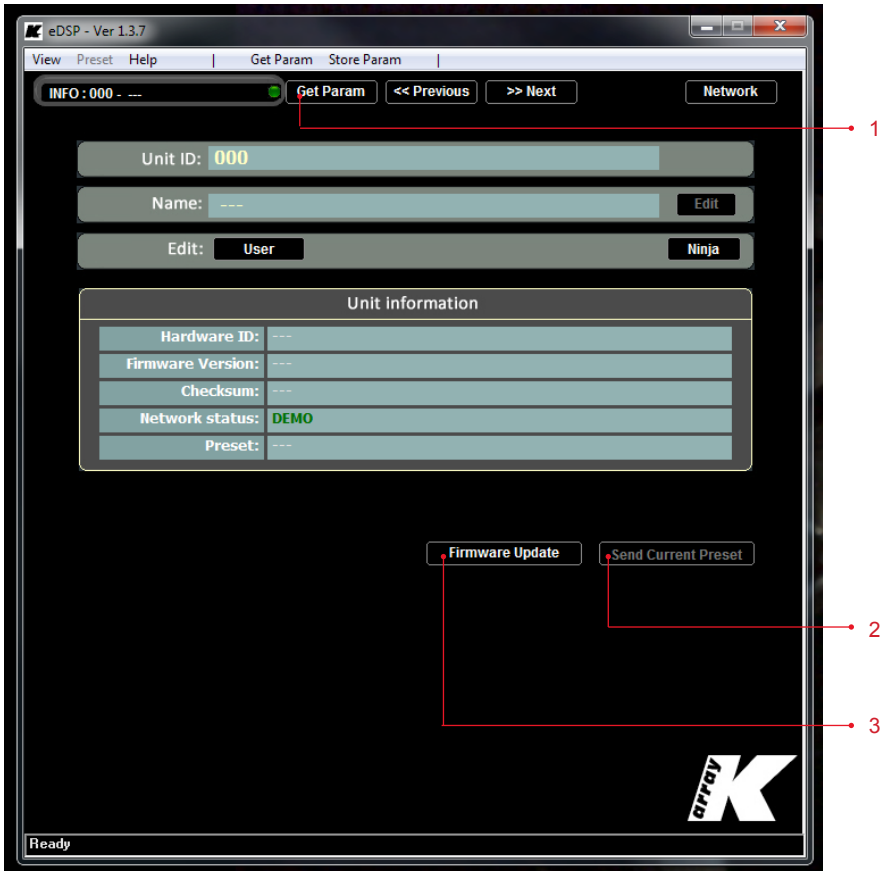 eDSP - Ver 1.3.7
View Preset Help | Get Param Store Param |
INFO : 000 - --- Get Param << Previous >> Next Network
1
Unit ID: 000
Name: --- Edit
Edit: User Ninja
Unit information
Hardware ID: ---
Firmware Version: ---
Checksum: ---
Network status: DEMO
Preset: ---
Firmware Update Send Current Preset
2
3
K array
Ready